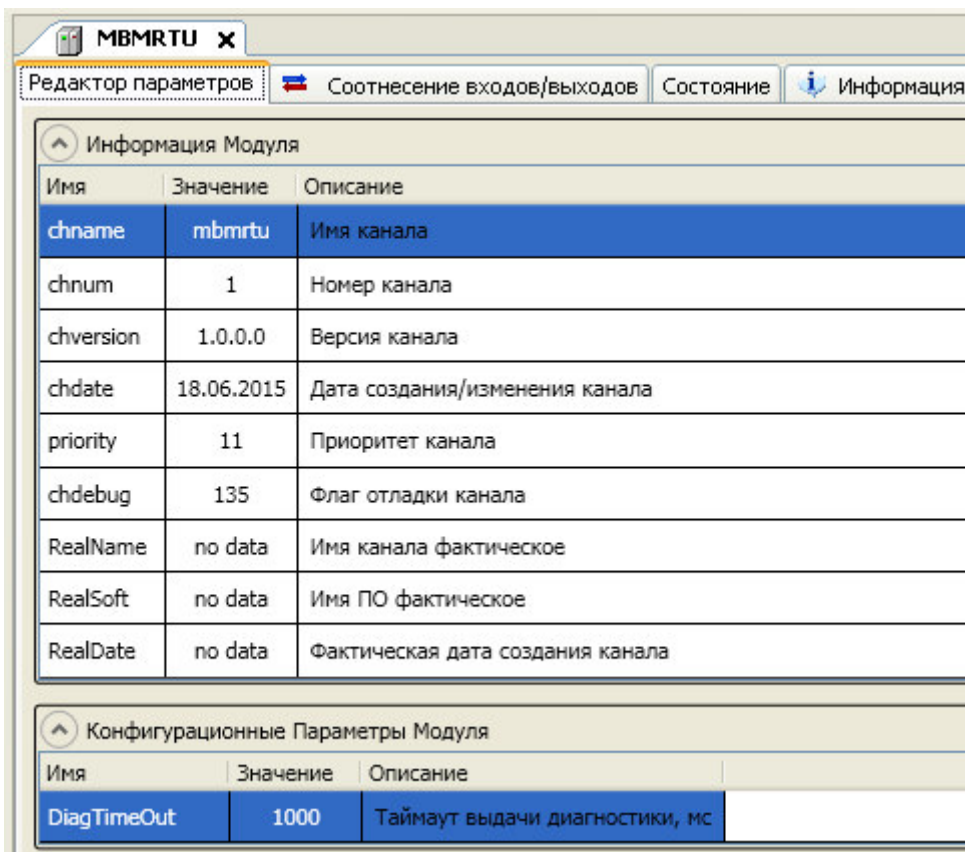 MBMRTU
Редактор параметров Соотнесение входов/выходов Состояние Информация
Информация Модуля
Имя Значение Описание
chname mbmrtu Имя канала
chnum 1 Номер канала
chversion 1.0.0.0 Версия канала
chdate 18.06.2015 Дата создания/изменения канала
priority 11 Приоритет канала
chdebug 135 Флаг отладки канала
RealName no data Имя канала фактическое
RealSoft no data Имя ПО фактическое
RealDate no data Фактическая дата создания канала
Конфигурационные Параметры Модуля
Имя Значение Описание
DiagTimeOut 1000 Таймаут выдачи диагностики, мс